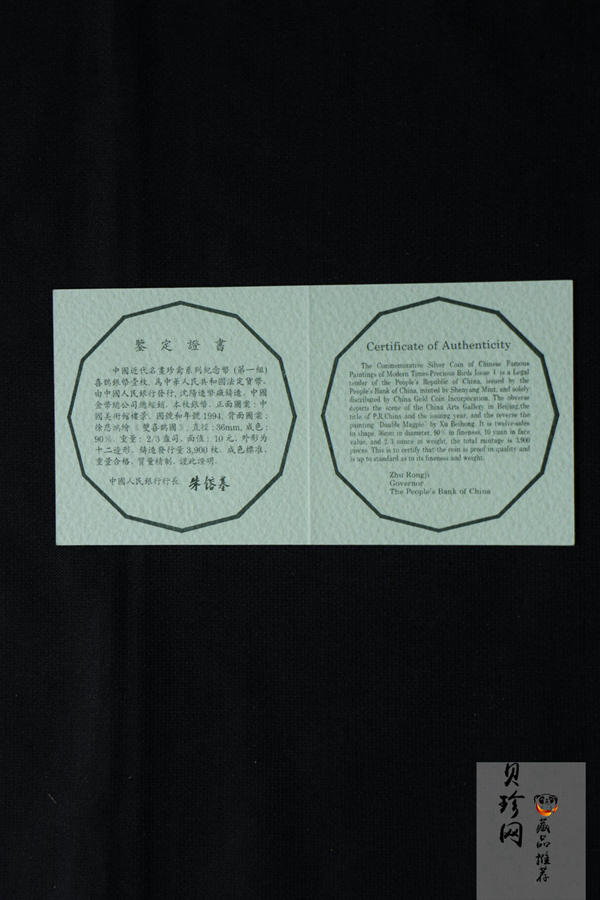 鑒定證書
中國近代名畫珍禽系列紀念幣(第一組)
喜鵲銀幣壹枚,爲中華人民共和國法定貨幣,
由中國人民銀行發行,沈陽造幣廠鑄造,中國
金幣總公司總經銷。本枚銀幣,正面圖案:中
國美術館樓景、國號和年號1994,背面圖案:
徐悲鴻繪《雙喜鵲圖》,直徑:36mm,成色:
90%,重量:2/3盎司,面值:10元,外形为
十二造形,鑄造發行量3,900枚,成色標准,
重量合格,質量精制,謹此證明。
中國人民銀行行長 朱鎔基
Certificate of Authenticity
The Commemorative Silver Coin of Chinese Famous
Paintings of Modern Times-Precious Birds Issue I is a Legal
tender of the People's Republic of China, issued by the
People's Bank of China, minted by Shenyang Mint, and solely
distributed by China Gold Coin Incorporation. The obverse
depicts the scene of the China Arts Gallery in Beijing,the
title of P.R.China and the issuing year, and the reverse the
painting "Double Magpie" by Xu Beihong. It is twelve-sides
in shape, 36mm in diameter, 90% in fineness, 10 yuan in face
value, and 2/3 ounce in weight, the total mintage is 3,900
pieces. This is to certify that the coin is proof in quality and
is up to standard as to its fineness and weight.
Zhu Rongji
Governor
The People's Bank of China
贝珍网
藏品推荐